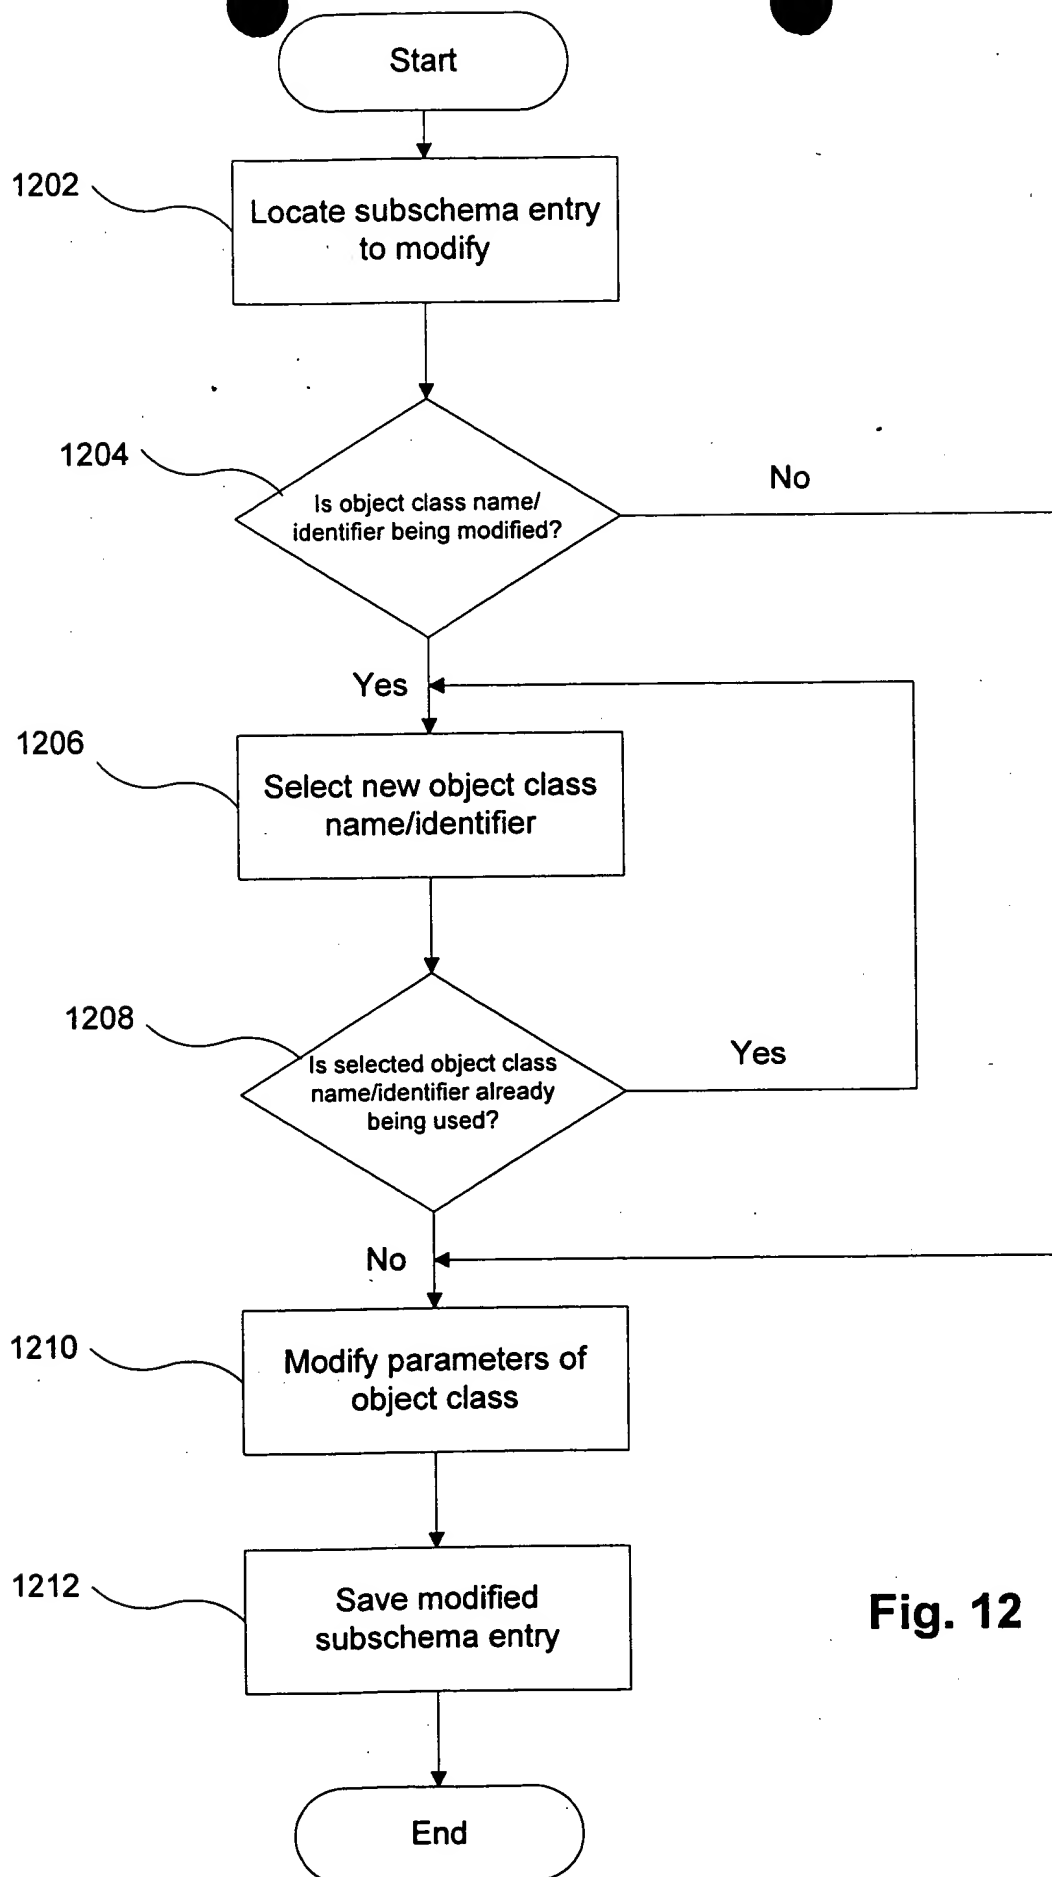 Start
1202
Locate subschema entry
to modify
1204
Is object class name/
identifier being modified?
No
Yes
1206
Select new object class
name/identifier
1208
Is selected object class
name/identifier already
being used?
Yes
No
1210
Modify parameters of
object class
1212
Save modified
subschema entry
Fig. 12
End